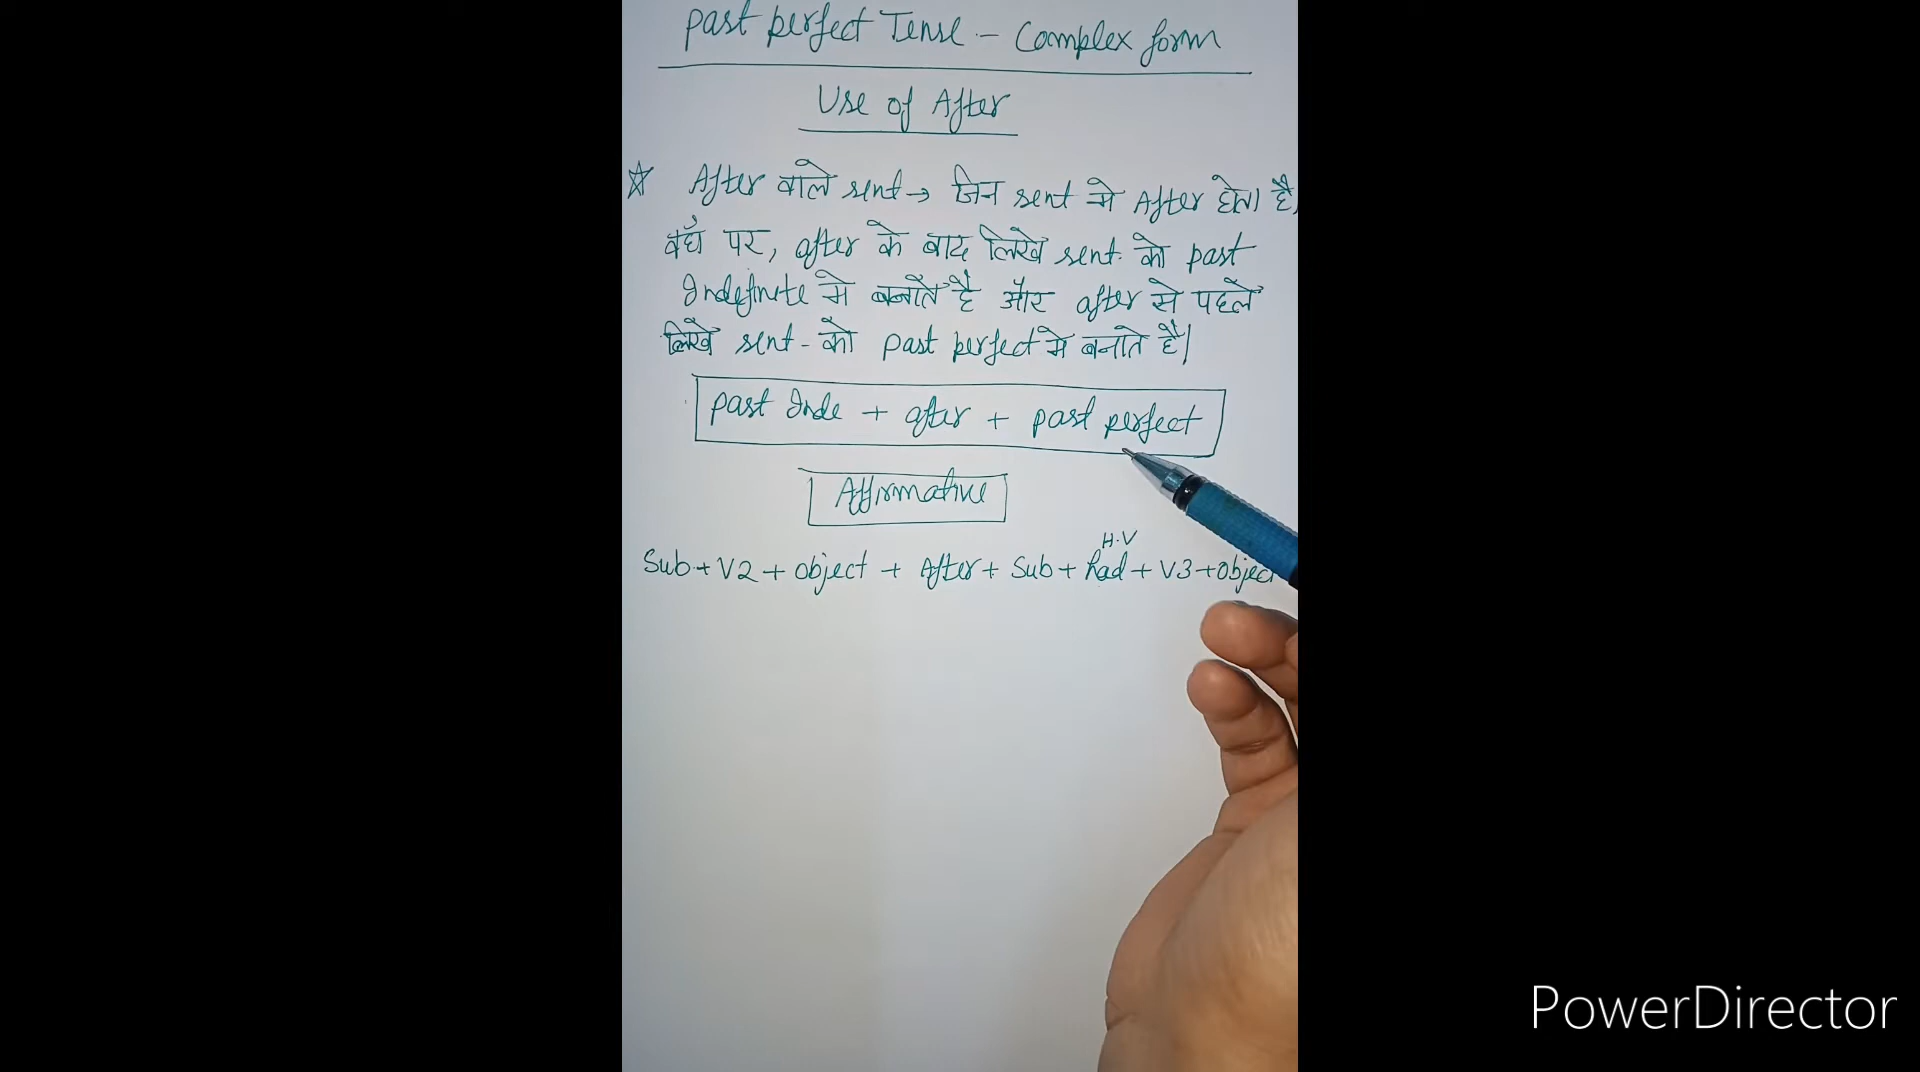 Past perfect Tense - Complex form
Use of After
☆ After वाले sent → जिन sent मे After होता है,
वहाँ पर, after के बाद लिखे sent. को past
Indefinite मे बनाते है और after से पहले
लिखे sent- को past perfect मे बनाते हैं।
past Inde + after + past perfect
Affirmative
H.V
Sub + V2 + object + After + Sub + had + V3 + object
PowerDirector